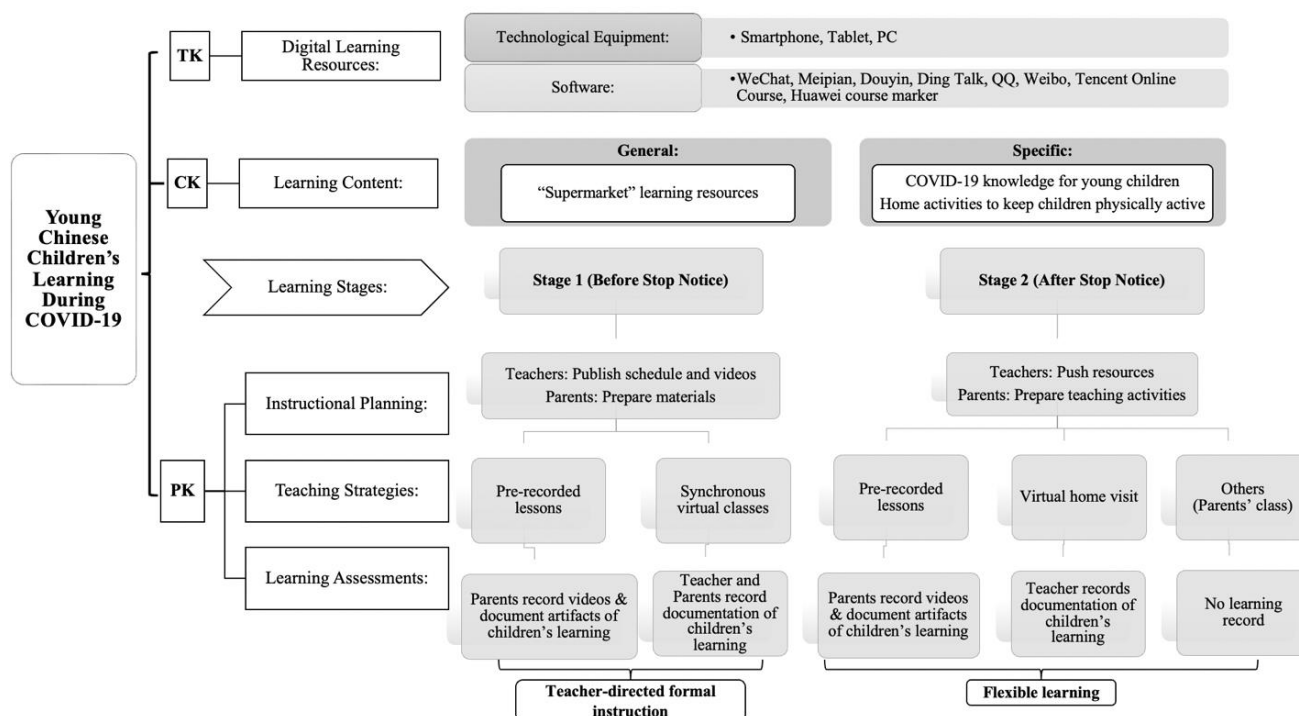 Young
Chinese
Children's
Learning
During
COVID-19
TK
Digital Learning
Resources:
Technological Equipment:
• Smartphone, Tablet, PC
Software:
•WeChat, Meipian, Douyin, Ding Talk, QQ, Weibo, Tencent Online
Course, Huawei course marker
CK
Learning Content:
General:
“Supermarket” learning resources
Specific:
COVID-19 knowledge for young children
Home activities to keep children physically active
Learning Stages:
Stage 1 (Before Stop Notice)
Stage 2 (After Stop Notice)
PK
Instructional Planning:
Teachers: Publish schedule and videos
Parents: Prepare materials
Teachers: Push resources
Parents: Prepare teaching activities
Teaching Strategies:
Pre-recorded
lessons
Synchronous
virtual classes
Pre-recorded
lessons
Virtual home visit
Others
(Parents' class)
Learning Assessments:
Parents record videos &
document artifacts of
children's learning
Teacher and
Parents record
documentation of
children's
learning
Parents record videos
& document artifacts
of children's learning
Teacher records
documentation of
children's learning
No learning
record
Teacher-directed formal
instruction
Flexible learning